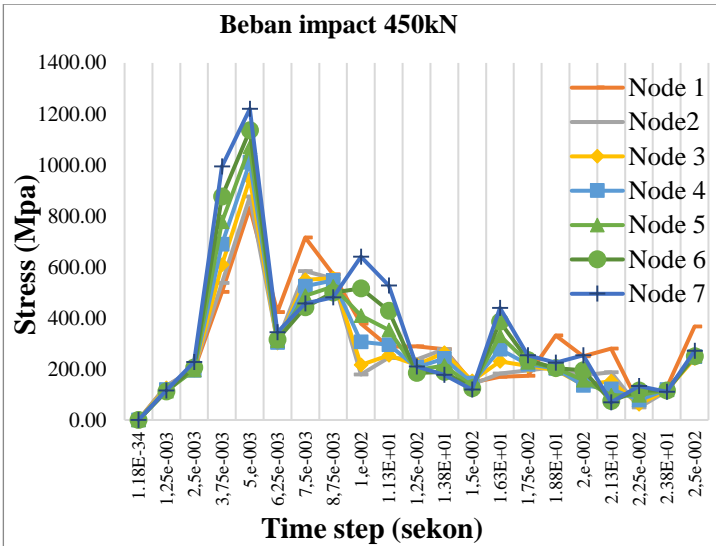 Beban impact 450kN
1400.00
1200.00
1000.00
800.00
600.00
400.00
200.00
0.00
Stress (Mpa)
Node 1
Node2
Node 3
Node 4
Node 5
Node 6
Node 7
1.18E-34
1,25e-003
2,5e-003
3,75e-003
5,e-003
6,25e-003
7,5e-003
8,75e-003
1,e-002
1.13E+01
1,25e-002
1.38E+01
1,5e-002
1.63E+01
1,75e-002
1.88E+01
2,e-002
2.13E+01
2,25e-002
2.38E+01
2,5e-002
Time step (sekon)